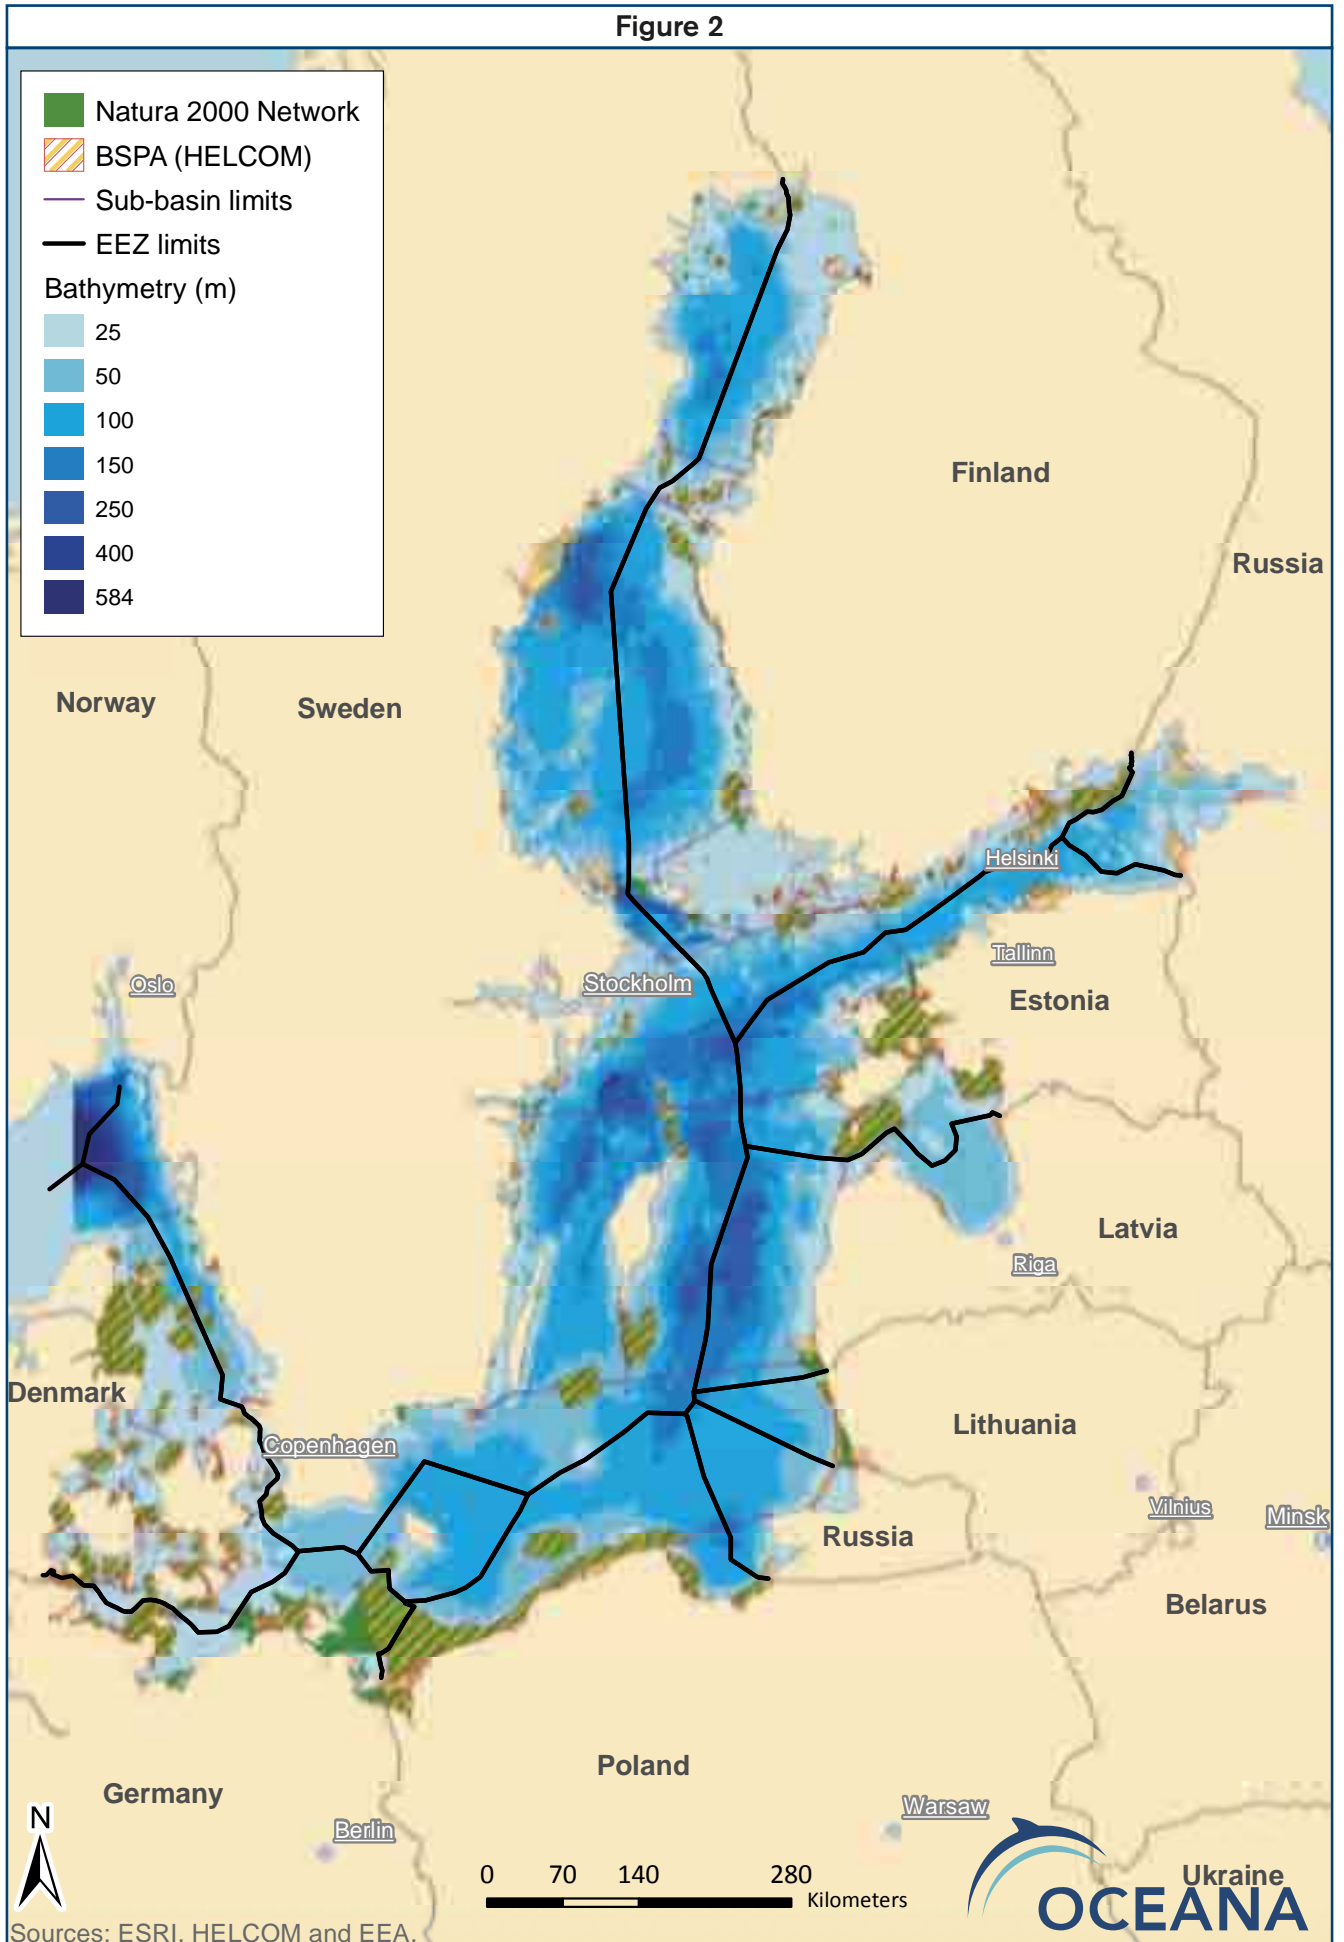 Figure 2
Natura 2000 Network
BSPA (HELCOM)
Sub-basin limits
EEZ limits
Bathymetry (m)
25
50
100
150
250
400
584
Finland
Russia
Norway
Sweden
Helsinki
Tallinn
Oslo
Stockholm
Estonia
Latvia
Riga
Denmark
Lithuania
Copenhagen
Vilnius
Minsk
Russia
Belarus
Poland
Germany
Warsaw
Berlin
N
0 70 140 280
Kilometers
Ukraine
OCEANA
Sources: ESRI, HELCOM and EEA.